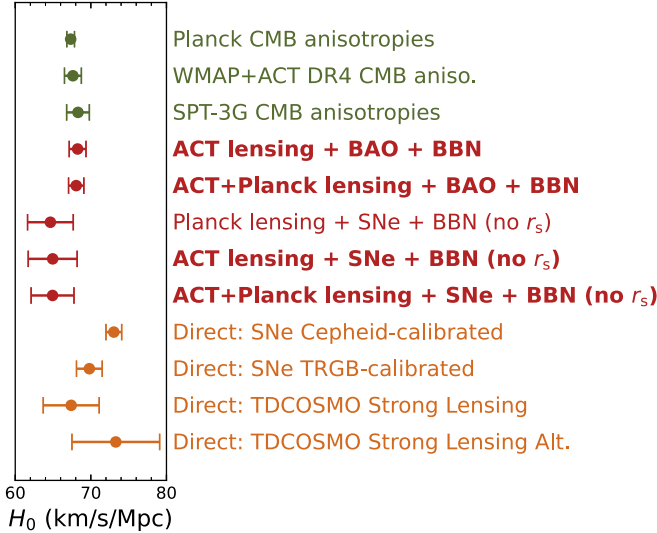 Planck CMB anisotropies
WMAP+ACT DR4 CMB aniso.
SPT-3G CMB anisotropies
ACT lensing + BAO + BBN
ACT+Planck lensing + BAO + BBN
Planck lensing + SNe + BBN (no rs)
ACT lensing + SNe + BBN (no rs)
ACT+Planck lensing + SNe + BBN (no rs)
Direct: SNe Cepheid-calibrated
Direct: SNe TRGB-calibrated
Direct: TDCOSMO Strong Lensing
Direct: TDCOSMO Strong Lensing Alt.
60 70 80
H0 (km/s/Mpc)